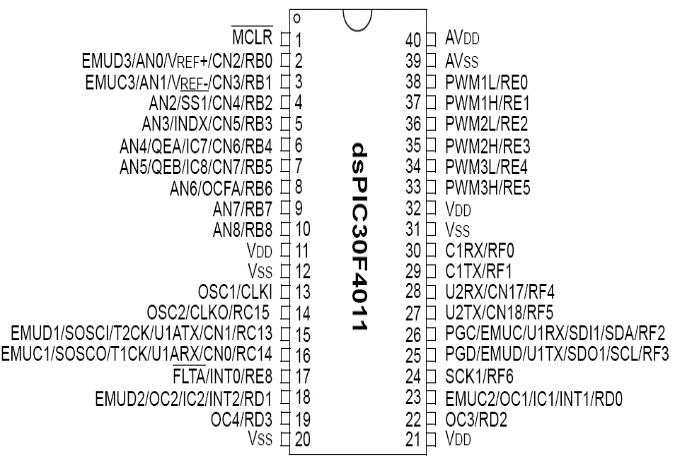 MCLR 1
EMUD3/AN0/VREF+/CN2/RB0 2
EMUC3/AN1/VREF-/CN3/RB1 3
AN2/SS1/CN4/RB2 4
AN3/INDX/CN5/RB3 5
AN4/QEA/IC7/CN6/RB4 6
AN5/QEB/IC8/CN7/RB5 7
AN6/OCFA/RB6 8
AN7/RB7 9
AN8/RB8 10
VDD 11
VSS 12
OSC1/CLKI 13
OSC2/CLKO/RC15 14
EMUD1/SOSCI/T2CK/U1ATX/CN1/RC13 15
EMUC1/SOSCO/T1CK/U1ARX/CN0/RC14 16
FLTA/INT0/RE8 17
EMUD2/OC2/IC2/INT2/RD1 18
OC4/RD3 19
VSS 20
dsPIC30F4011
40 AVDD
39 AVSS
38 PWM1L/RE0
37 PWM1H/RE1
36 PWM2L/RE2
35 PWM2H/RE3
34 PWM3L/RE4
33 PWM3H/RE5
32 VDD
31 VSS
30 C1RX/RF0
29 C1TX/RF1
28 U2RX/CN17/RF4
27 U2TX/CN18/RF5
26 PGC/EMUC/U1RX/SDI1/SDA/RF2
25 PGD/EMUD/U1TX/SDO1/SCL/RF3
24 SCK1/RF6
23 EMUC2/OC1/IC1/INT1/RD0
22 OC3/RD2
21 VDD